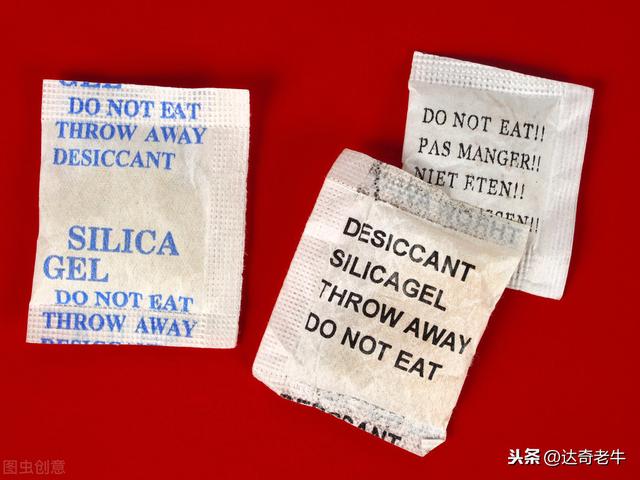 GEL
DO NOT EAT
THROW AWAY
DESICCANT
SILICA
GEL
DO NOT EAT
THROW AWAY
DESICCANT
DO NOT EAT!!
PAS MANGER!!
NIET ETEN!!
DESICCANT
SILICAGEL
THROW AWAY
DO NOT EAT
DESICCANT
图虫创意
头条 @达奇老牛